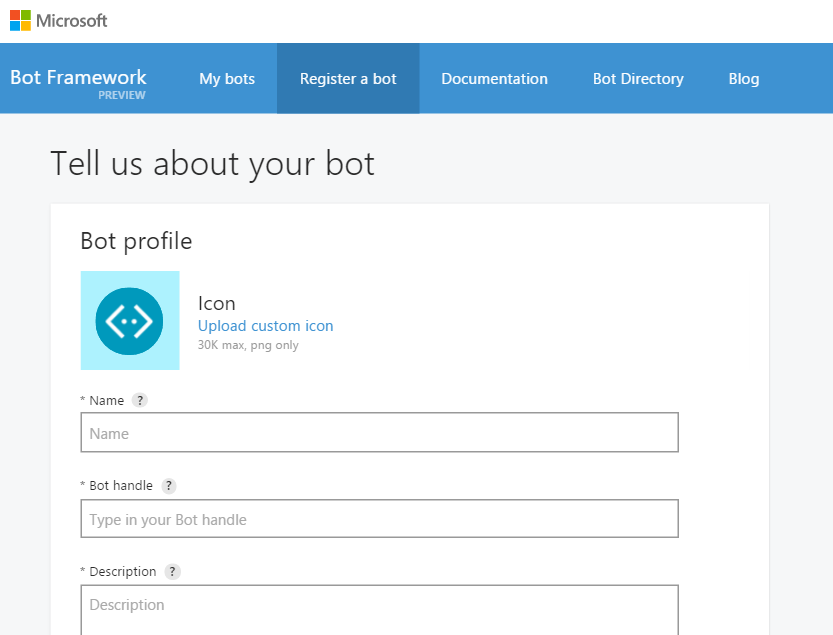 Microsoft
Bot Framework My bots Register a bot Documentation Bot Directory Blog
PREVIEW
Tell us about your bot
Bot profile
Icon
Upload custom icon
30K max, png only
* Name ?
Name
* Bot handle ?
Type in your Bot handle
* Description ?
Description